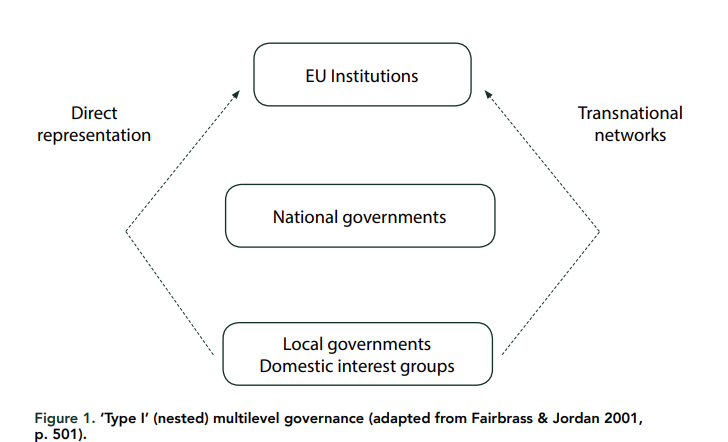 EU Institutions
Direct
representation
Transnational
networks
National governments
Local governments
Domestic interest groups
Figure 1. ‘Type I’ (nested) multilevel governance (adapted from Fairbrass & Jordan 2001,
p. 501).